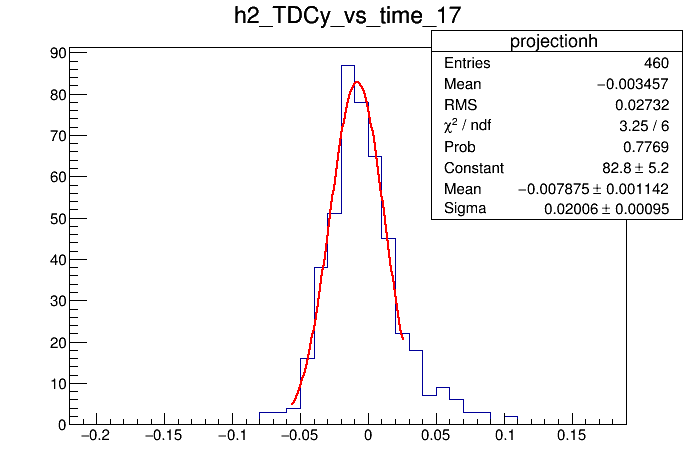 h2_TDCy_vs_time_17
projectionh
Entries 460
Mean −0.003457
RMS 0.02732
χ² / ndf 3.25 / 6
Prob 0.7769
Constant 82.8 ± 5.2
Mean −0.007875 ± 0.001142
Sigma 0.02006 ± 0.00095
90
80
70
60
50
40
30
20
10
0
−0.2 −0.15 −0.1 −0.05 0 0.05 0.1 0.15